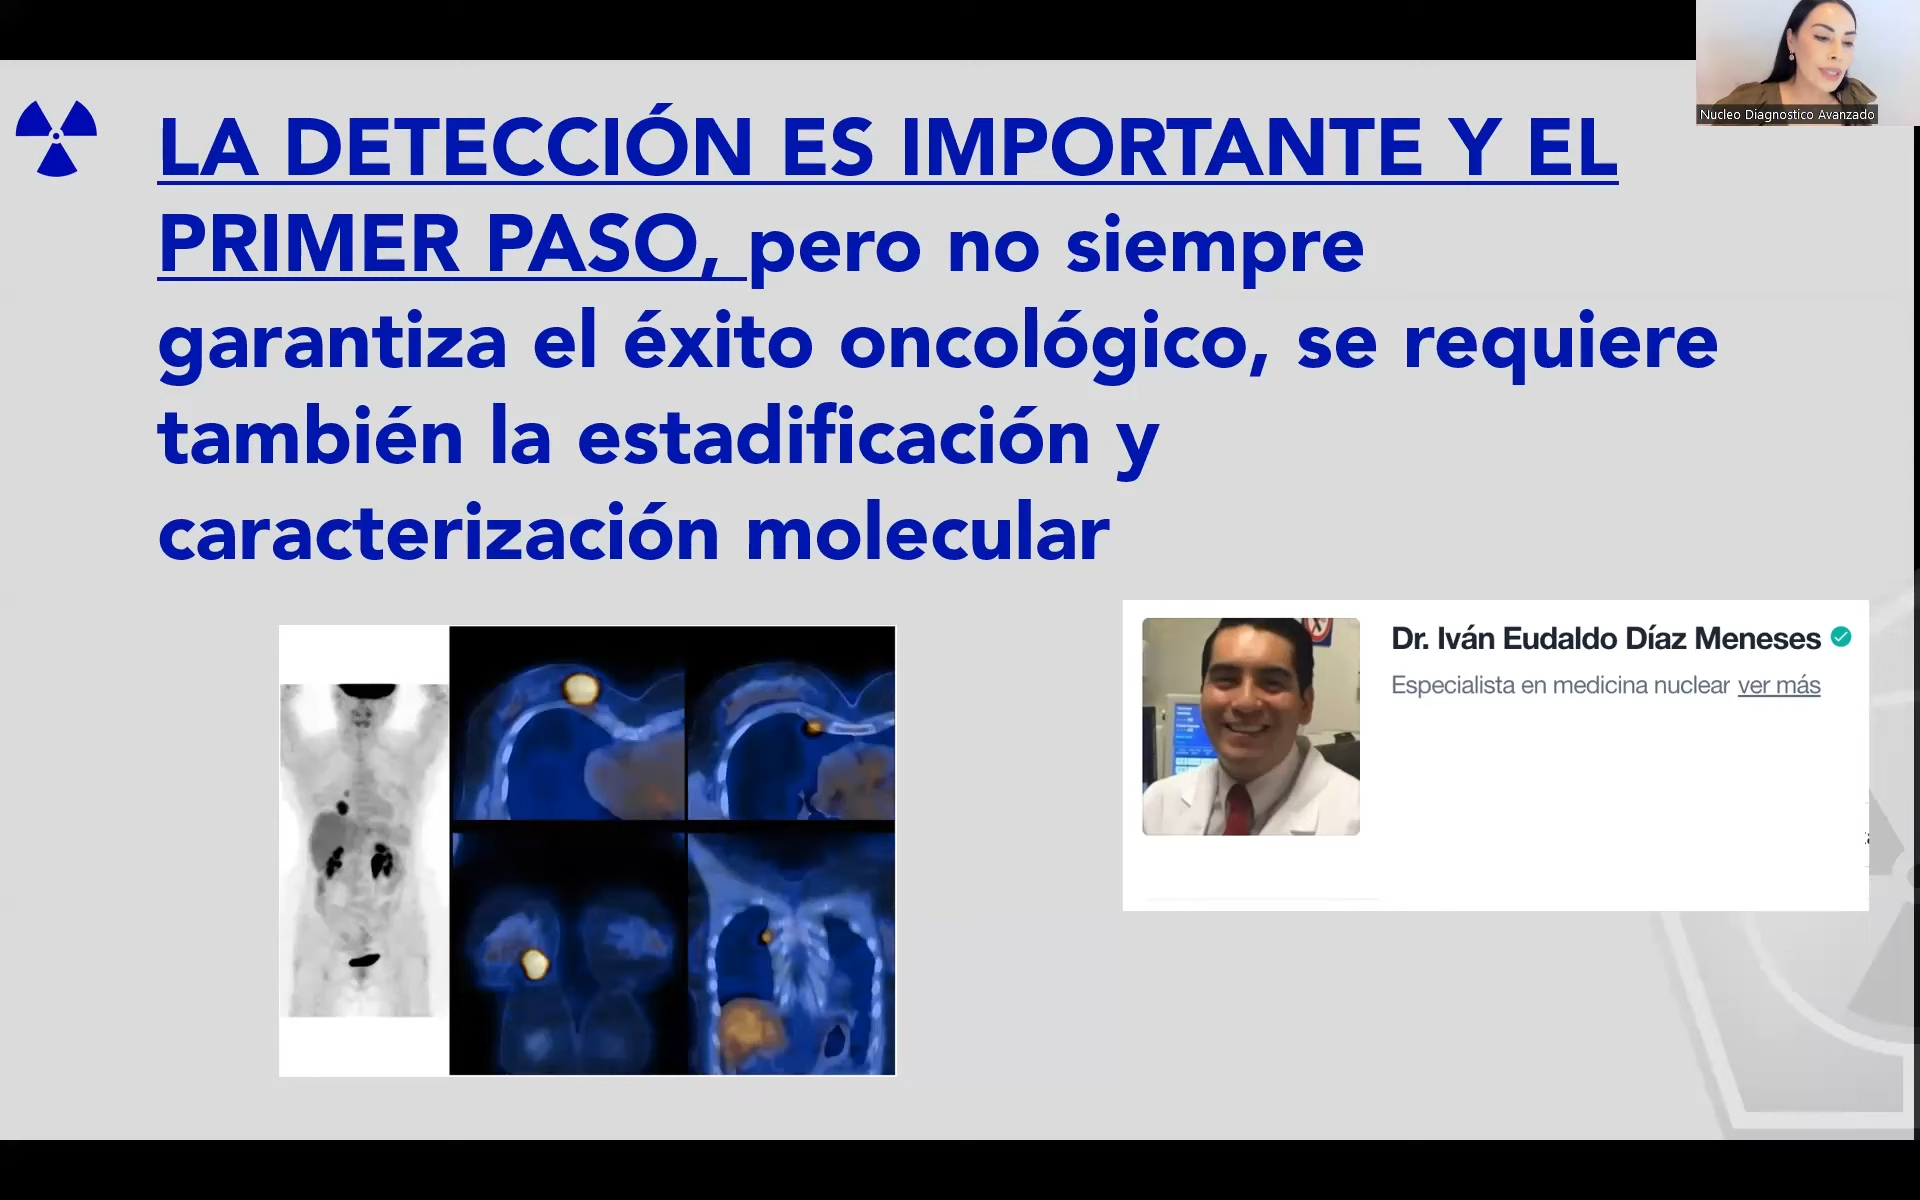 Nucleo Diagnostico Avanzado
LA DETECCIÓN ES IMPORTANTE Y EL
PRIMER PASO, pero no siempre
garantiza el éxito oncológico, se requiere
también la estadificación y
caracterización molecular
Dr. Iván Eudaldo Díaz Meneses
Especialista en medicina nuclear ver más